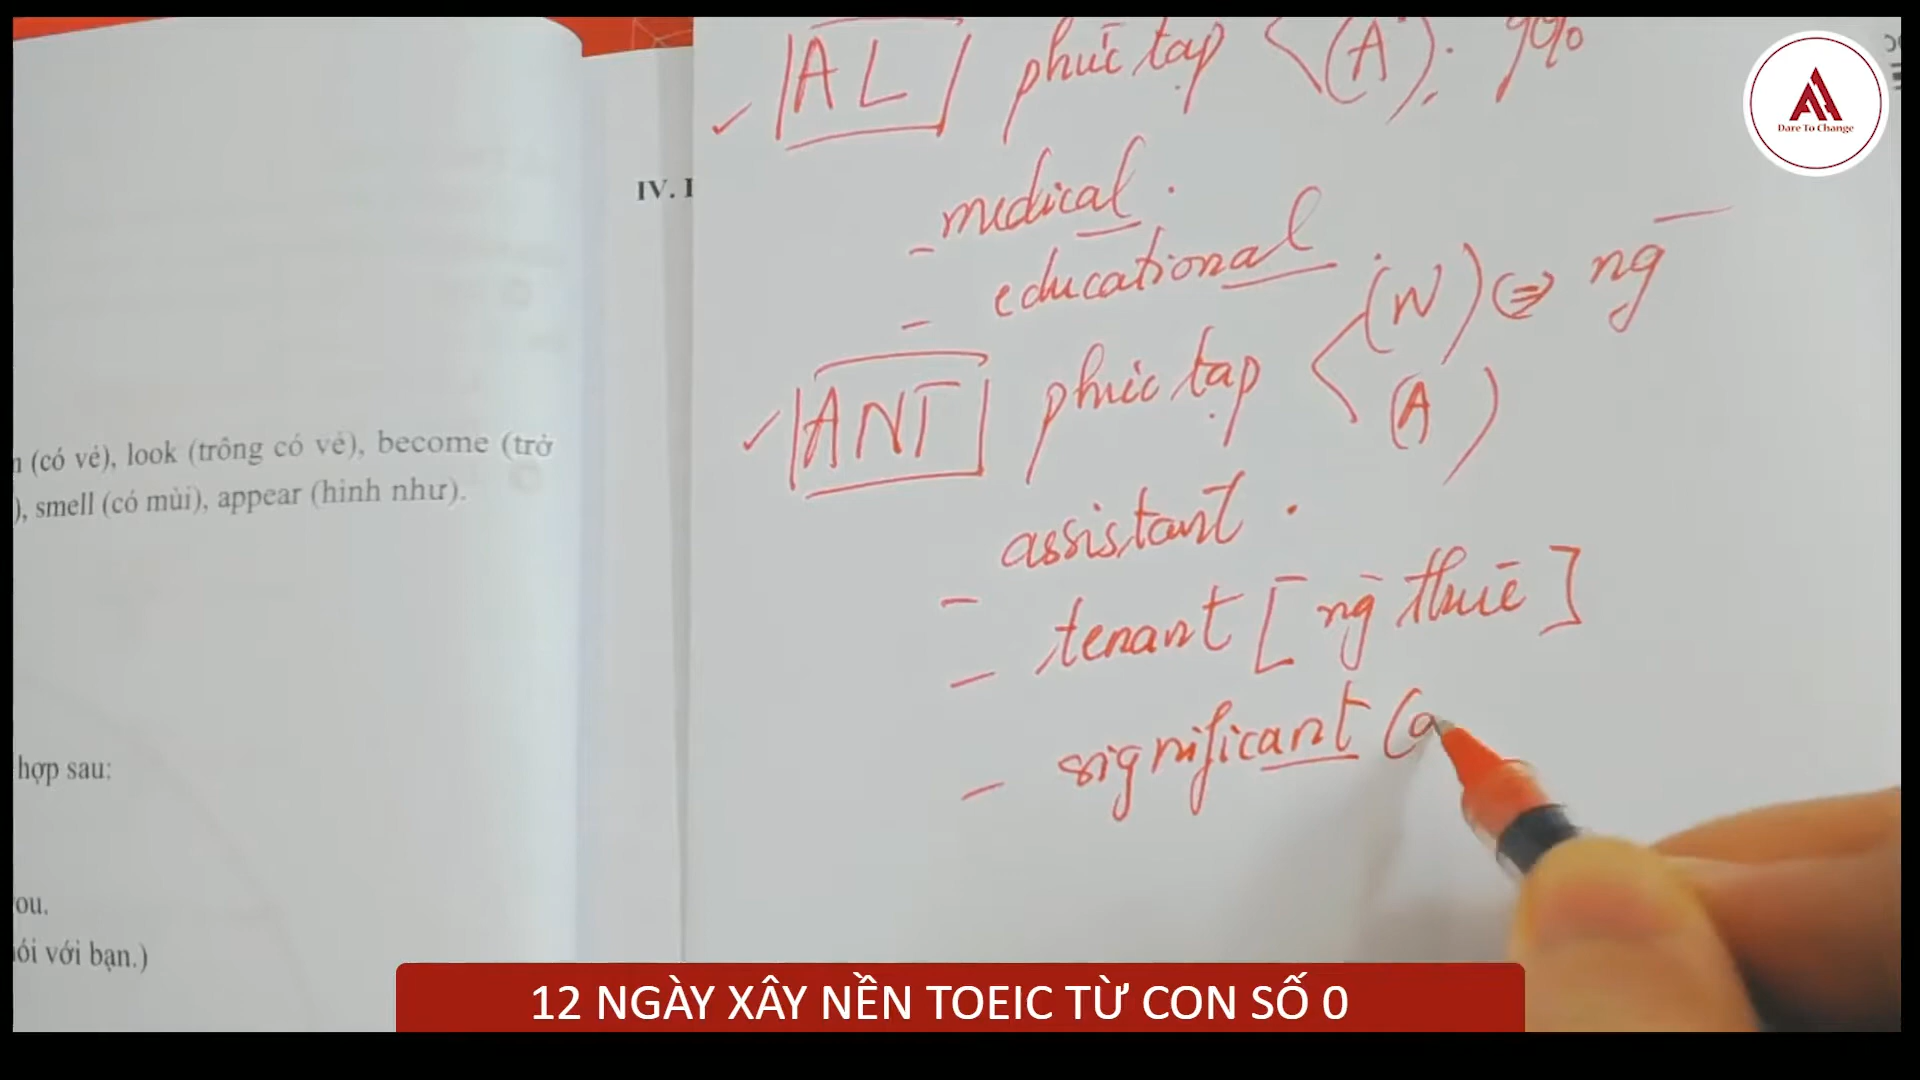 AL phức tạp (A): 90%
- medical.
- educational.
ANT phức tạp (N) ng
(A)
- assistant.
- tenant [ng thuê]
- significant (a
IV.
(có vẻ), look (trông có vẻ), become (trở
), smell (có mùi), appear (hình như).
hợp sau:
ou.
với bạn.)
Dare To Change
12 NGÀY XÂY NỀN TOEIC TỪ CON SỐ 0